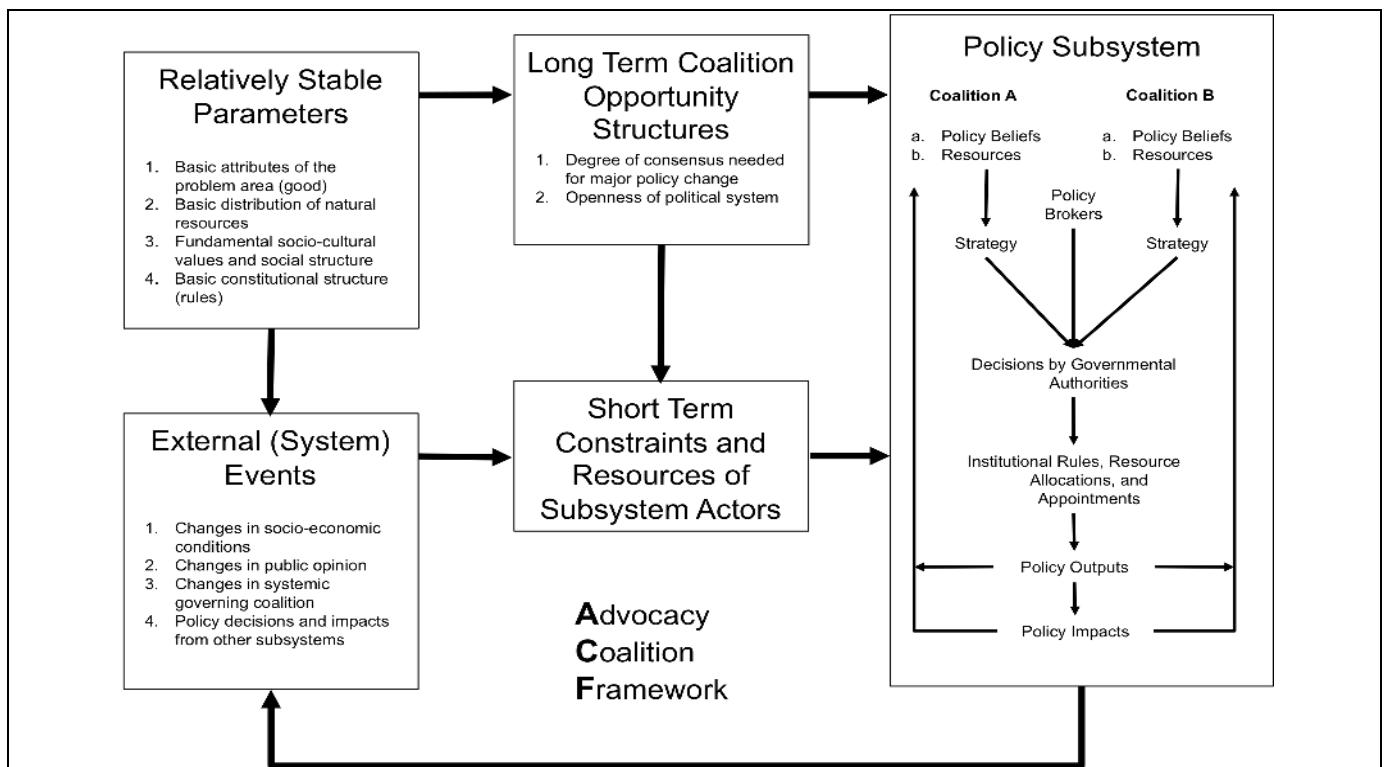 Relatively Stable
Parameters
1. Basic attributes of the
problem area (good)
2. Basic distribution of natural
resources
3. Fundamental socio-cultural
values and social structure
4. Basic constitutional structure
(rules)
Long Term Coalition
Opportunity
Structures
1. Degree of consensus needed
for major policy change
2. Openness of political system
Policy Subsystem
Coalition A
Coalition B
a. Policy Beliefs
b. Resources
a. Policy Beliefs
b. Resources
Policy
Brokers
Strategy
Strategy
Decisions by Governmental
Authorities
Institutional Rules, Resource
Allocations, and
Appointments
Policy Outputs
Policy Impacts
External (System)
Events
1. Changes in socio-economic
conditions
2. Changes in public opinion
3. Changes in systemic
governing coalition
4. Policy decisions and impacts
from other subsystems
Short Term
Constraints and
Resources of
Subsystem Actors
Advocacy
Coalition
Framework